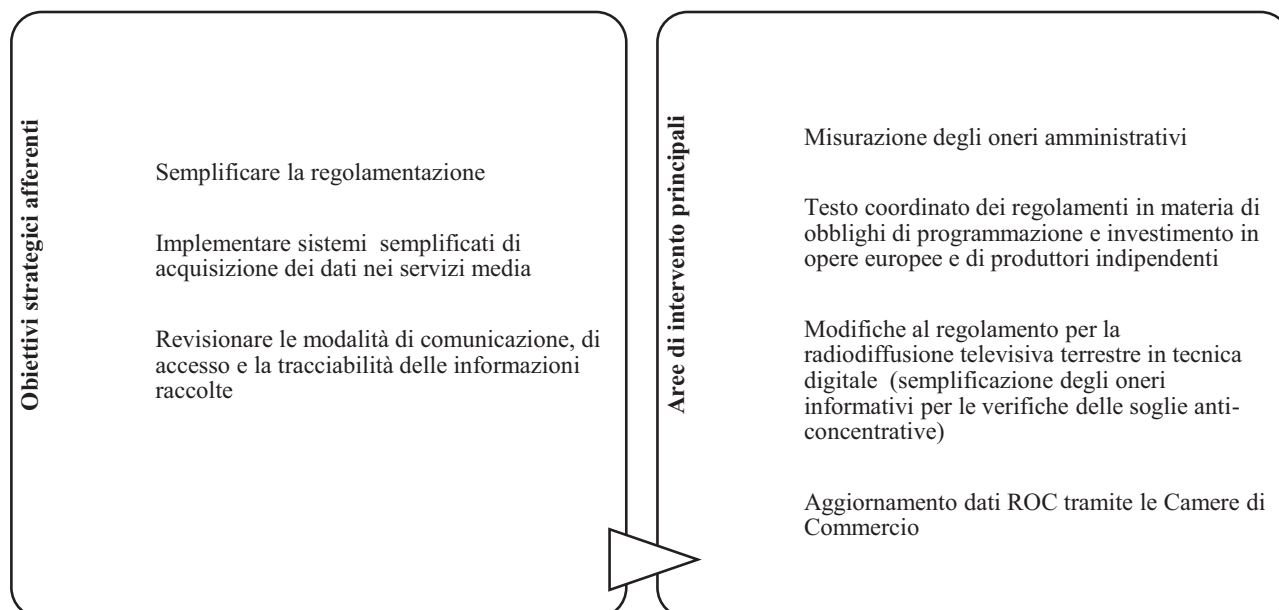 Obiettivi strategici afferenti
Semplificare la regolamentazione
Implementare sistemi semplificati di
acquisizione dei dati nei servizi media
Revisionare le modalità di comunicazione, di
accesso e la tracciabilità delle informazioni
raccolte
Aree di intervento principali
Misurazione degli oneri amministrativi
Testo coordinato dei regolamenti in materia di
obblighi di programmazione e investimento in
opere europee e di produttori indipendenti
Modifiche al regolamento per la
radiodiffusione televisiva terrestre in tecnica
digitale (semplificazione degli oneri
informativi per le verifiche delle soglie anti-
concentrative)
Aggiornamento dati ROC tramite le Camere di
Commercio